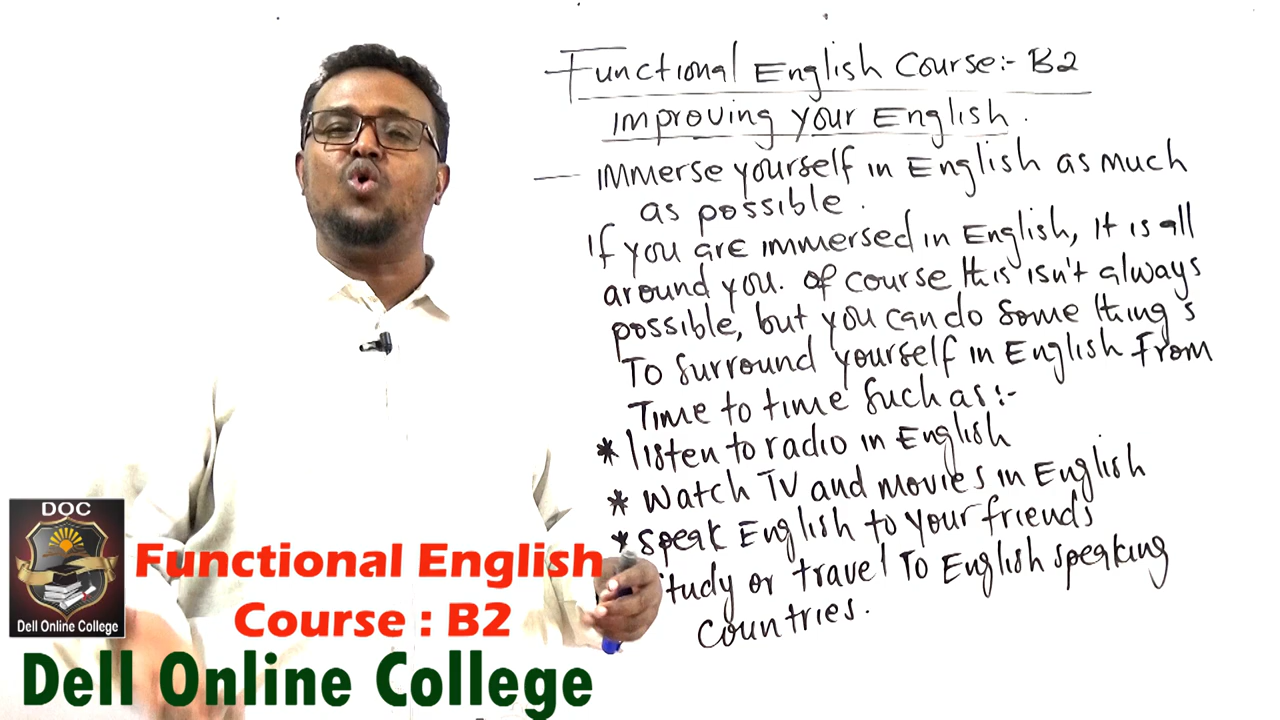 Functional English Course:- B2
improving your English.
— immerse yourself in English as much
as possible.
If you are immersed in English, it is all
around you. Of course this isn't always
possible, but you can do some things
To surround yourself in English From
Time to time such as:-
* listen to radio in English
* watch TV and movies in English
* speak English to your friends
study or travel To English speaking
countries.
DOC
Dell Online College
Functional English
Course : B2
Dell Online College